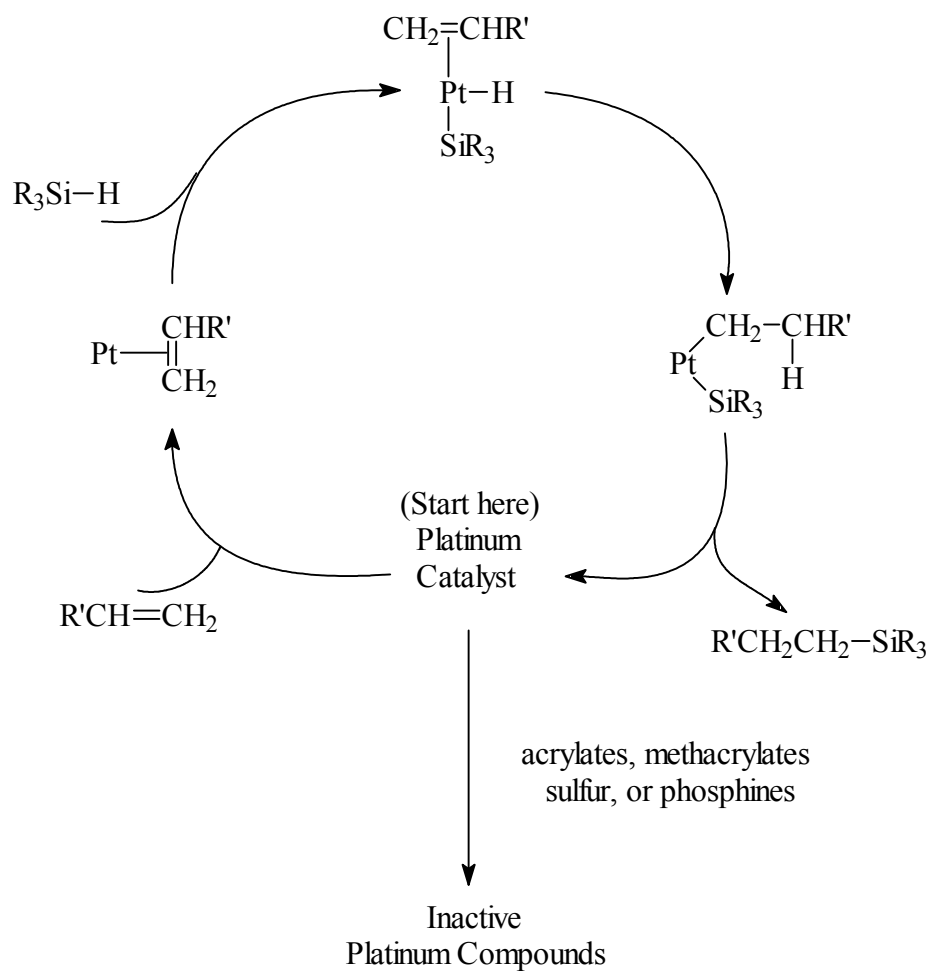 CH₂=CHR'
Pt—H
SiR₃
R₃Si—H
CHR'
Pt
CH₂
CH₂—CHR'
Pt
H
SiR₃
(Start here)
Platinum
Catalyst
R'CH=CH₂
R'CH₂CH₂—SiR₃
acrylates, methacrylates
sulfur, or phosphines
Inactive
Platinum Compounds